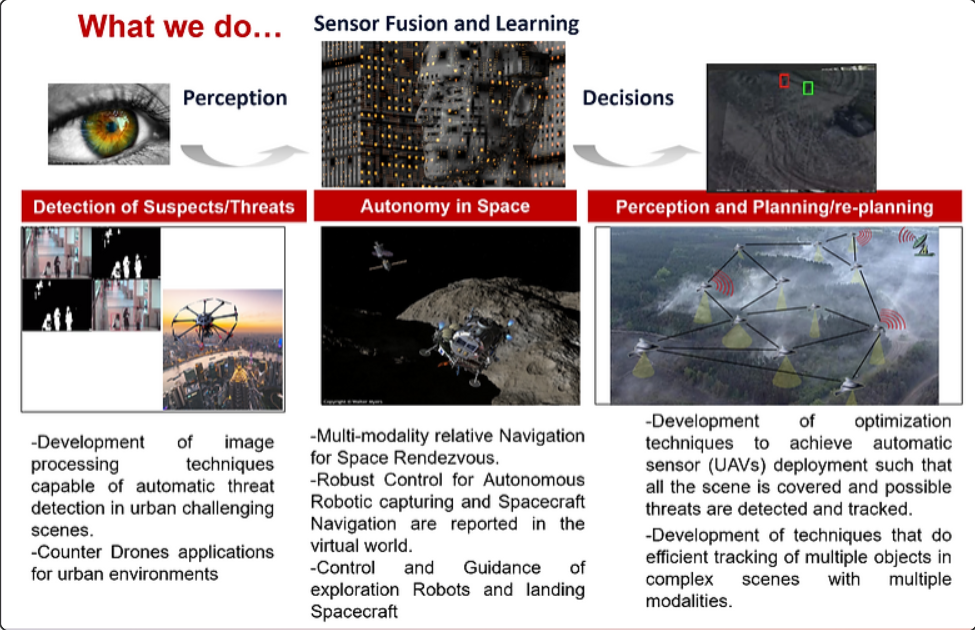 What we do…
Sensor Fusion and Learning
Perception
Decisions
Detection of Suspects/Threats
Autonomy in Space
Perception and Planning/re-planning
Copyright © Walter Myers
-Development of image
processing techniques
capable of automatic threat
detection in urban challenging
scenes.
-Counter Drones applications
for urban environments
-Multi-modality relative Navigation
for Space Rendezvous.
-Robust Control for Autonomous
Robotic capturing and Spacecraft
Navigation are reported in the
virtual world.
-Control and Guidance of
exploration Robots and landing
Spacecraft
-Development of optimization
techniques to achieve automatic
sensor (UAVs) deployment such that
all the scene is covered and possible
threats are detected and tracked.
-Development of techniques that do
efficient tracking of multiple objects in
complex scenes with multiple
modalities.